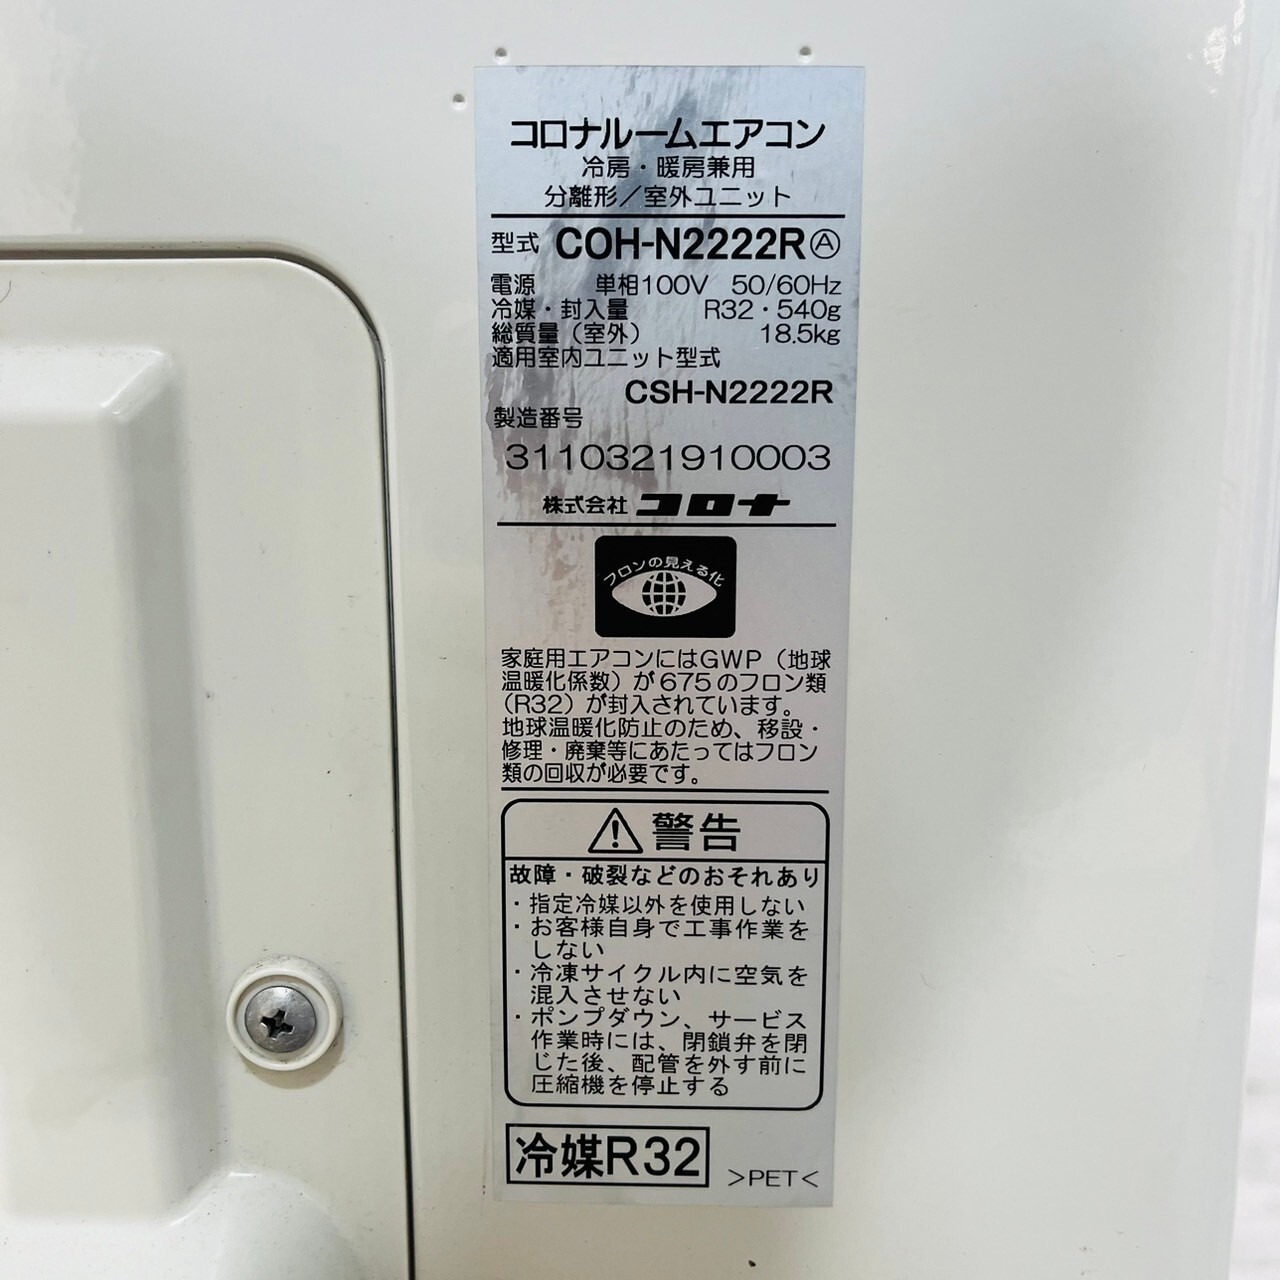 コロナルームエアコン
冷房・暖房兼用
分離形／室外ユニット
型式 COH-N2222RⒶ
電源 単相100V 50/60Hz
冷媒・封入量 R32・540g
総質量（室外） 18.5kg
適用室内ユニット型式
CSH-N2222R
製造番号
3110321910003
株式会社 コロナ
フロンの見える化
家庭用エアコンにはGWP（地球
温暖化係数）が675のフロン類
（R32）が封入されています。
地球温暖化防止のため、移設・
修理・廃棄等にあたってはフロン
類の回収が必要です。
警告
故障・破裂などのおそれあり
・指定冷媒以外を使用しない
・お客様自身で工事作業を
しない
・冷凍サイクル内に空気を
混入させない
・ポンプダウン、サービス
作業時には、閉鎖弁を閉
じた後、配管を外す前に
圧縮機を停止する
冷媒R32
>PET<